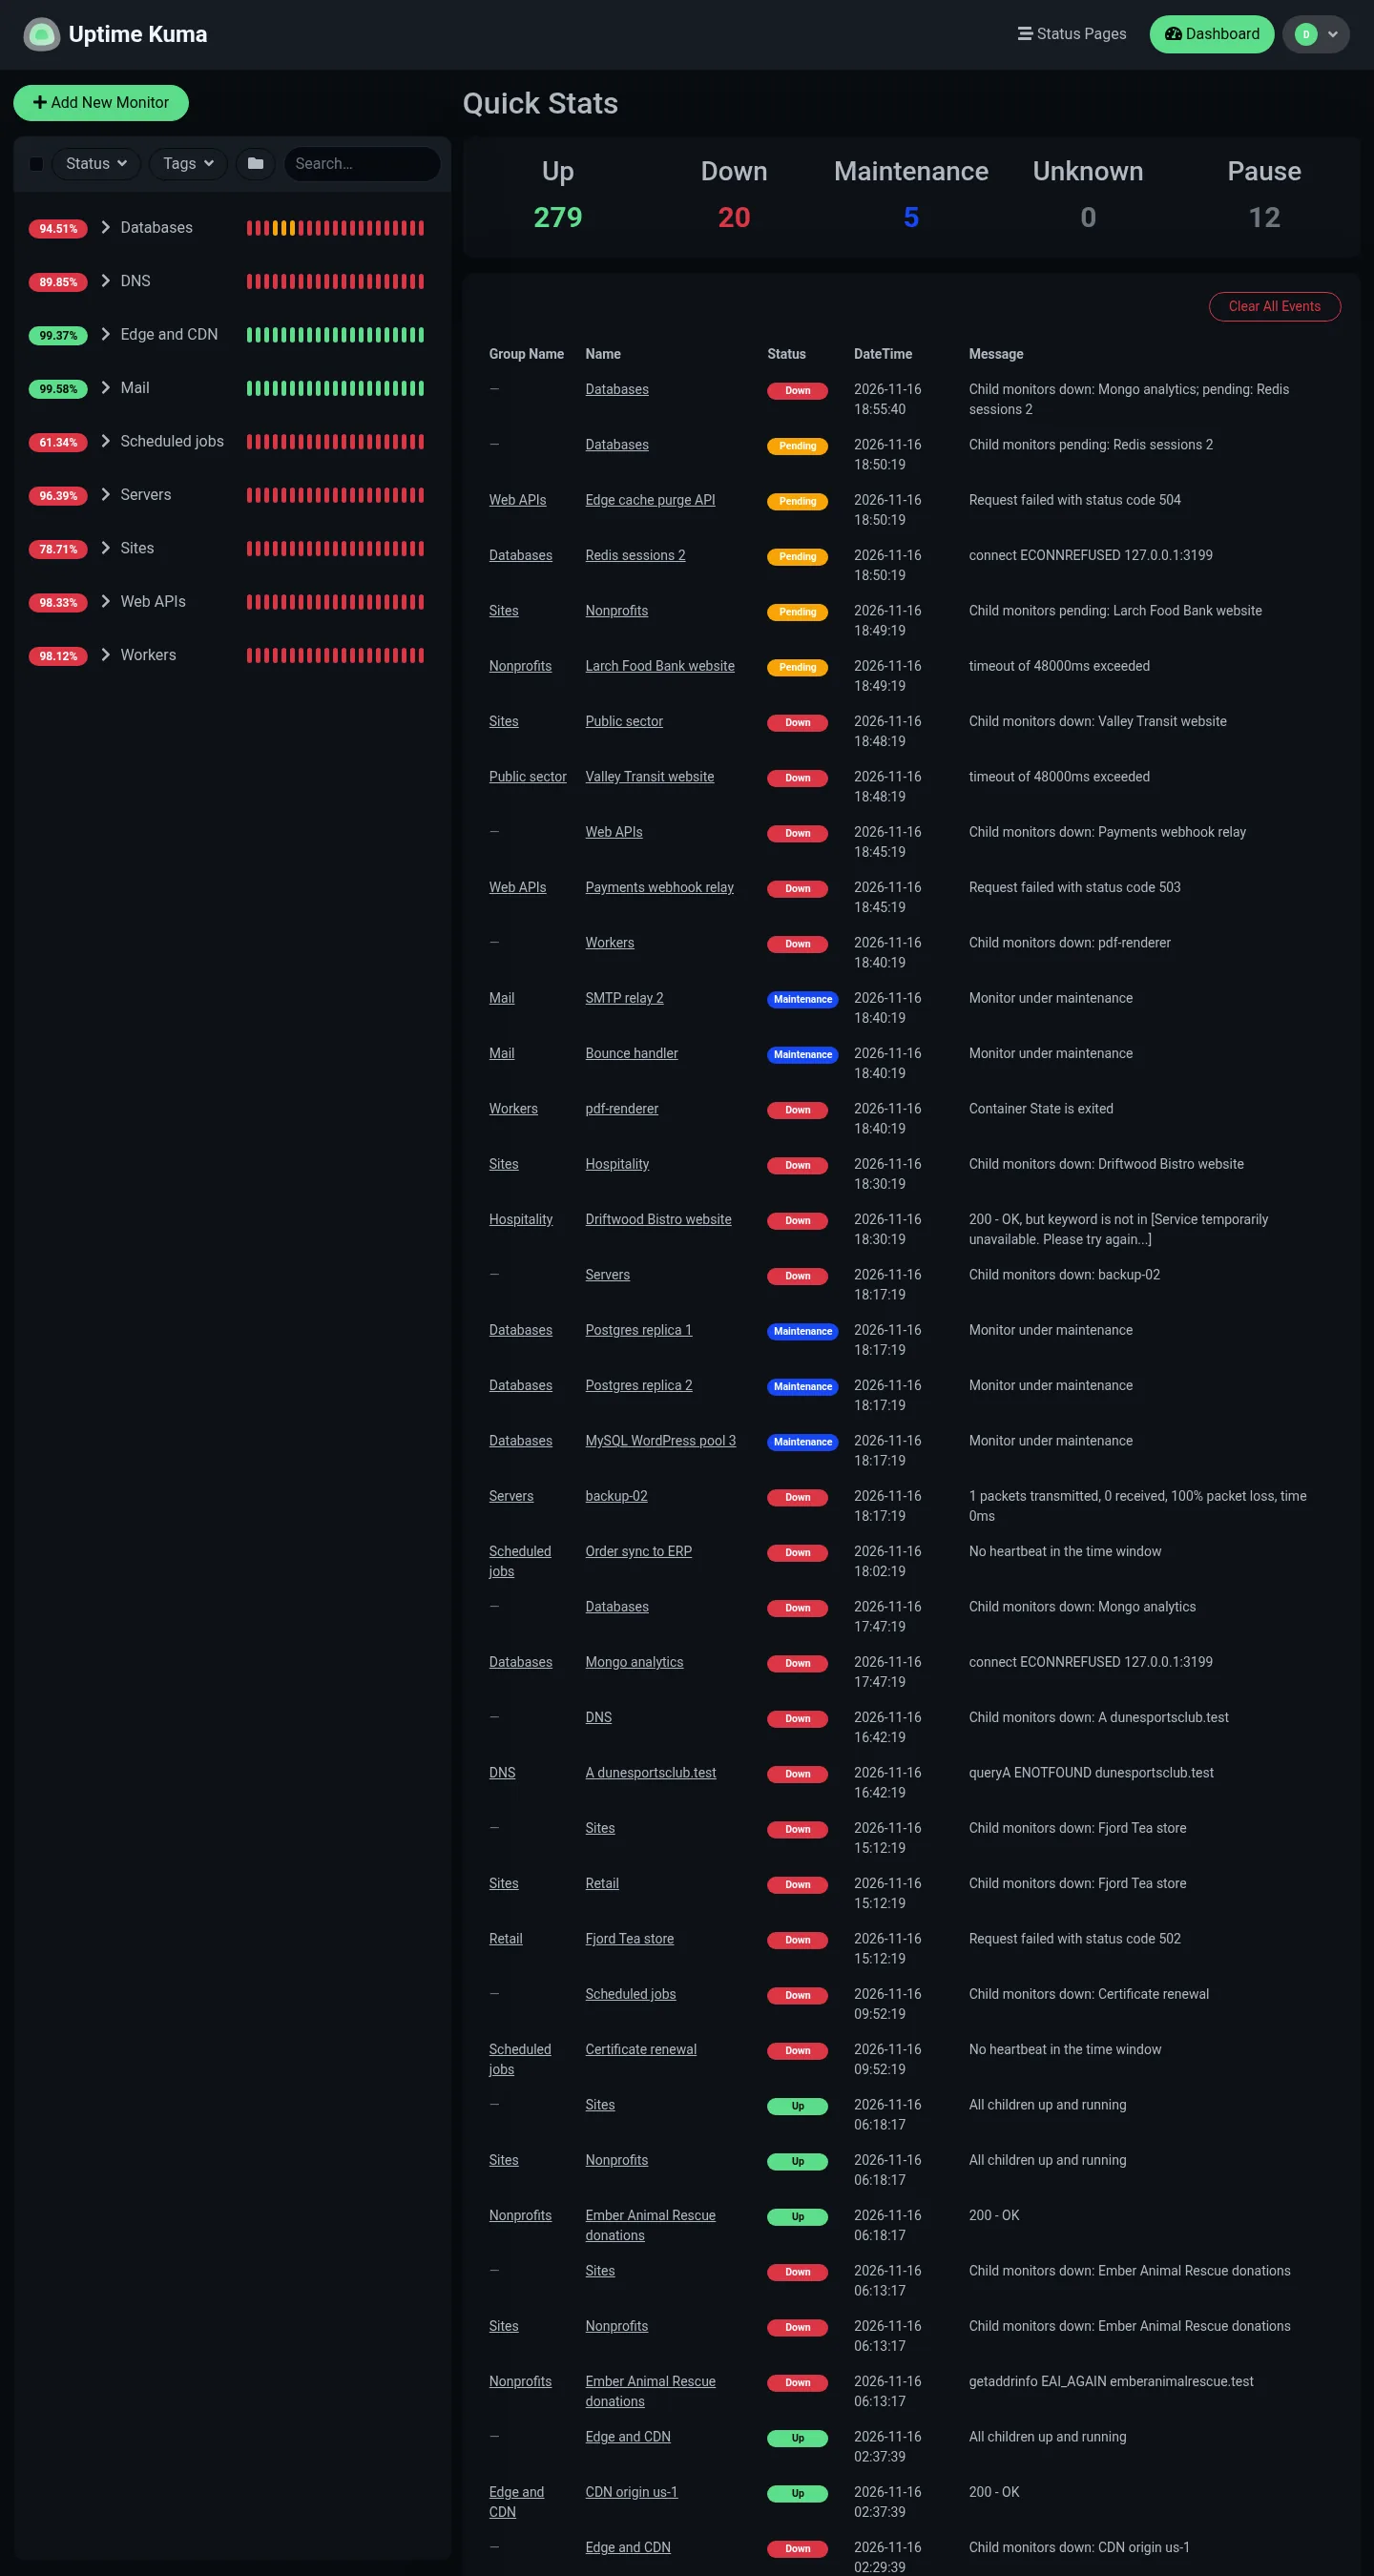 Uptime Kuma
Status Pages
Dashboard
D
Add New Monitor
Status
Tags
Search...
94.51% Databases
89.85% DNS
99.37% Edge and CDN
99.58% Mail
61.34% Scheduled jobs
96.39% Servers
78.71% Sites
98.33% Web APIs
98.12% Workers
Quick Stats
Up Down Maintenance Unknown Pause
279 20 5 0 12
Clear All Events
Group Name Name Status DateTime Message
— Databases Down 2026-11-16 Child monitors down: Mongo analytics; pending: Redis
18:55:40 sessions 2
— Databases Pending 2026-11-16 Child monitors pending: Redis sessions 2
18:50:19
Web APIs Edge cache purge API Pending 2026-11-16 Request failed with status code 504
18:50:19
Databases Redis sessions 2 Pending 2026-11-16 connect ECONNREFUSED 127.0.0.1:3199
18:50:19
Sites Nonprofits Pending 2026-11-16 Child monitors pending: Larch Food Bank website
18:49:19
Nonprofits Larch Food Bank website Pending 2026-11-16 timeout of 48000ms exceeded
18:49:19
Sites Public sector Down 2026-11-16 Child monitors down: Valley Transit website
18:48:19
Public sector Valley Transit website Down 2026-11-16 timeout of 48000ms exceeded
18:48:19
— Web APIs Down 2026-11-16 Child monitors down: Payments webhook relay
18:45:19
Web APIs Payments webhook relay Down 2026-11-16 Request failed with status code 503
18:45:19
— Workers Down 2026-11-16 Child monitors down: pdf-renderer
18:40:19
Mail SMTP relay 2 Maintenance 2026-11-16 Monitor under maintenance
18:40:19
Mail Bounce handler Maintenance 2026-11-16 Monitor under maintenance
18:40:19
Workers pdf-renderer Down 2026-11-16 Container State is exited
18:40:19
Sites Hospitality Down 2026-11-16 Child monitors down: Driftwood Bistro website
18:30:19
Hospitality Driftwood Bistro website Down 2026-11-16 200 - OK, but keyword is not in [Service temporarily
18:30:19 unavailable. Please try again...]
— Servers Down 2026-11-16 Child monitors down: backup-02
18:17:19
Databases Postgres replica 1 Maintenance 2026-11-16 Monitor under maintenance
18:17:19
Databases Postgres replica 2 Maintenance 2026-11-16 Monitor under maintenance
18:17:19
Databases MySQL WordPress pool 3 Maintenance 2026-11-16 Monitor under maintenance
18:17:19
Servers backup-02 Down 2026-11-16 1 packets transmitted, 0 received, 100% packet loss, time
18:17:19 0ms
Scheduled Order sync to ERP Down 2026-11-16 No heartbeat in the time window
jobs 18:02:19
— Databases Down 2026-11-16 Child monitors down: Mongo analytics
17:47:19
Databases Mongo analytics Down 2026-11-16 connect ECONNREFUSED 127.0.0.1:3199
17:47:19
— DNS Down 2026-11-16 Child monitors down: A dunesportsclub.test
16:42:19
DNS A dunesportsclub.test Down 2026-11-16 queryA ENOTFOUND dunesportsclub.test
16:42:19
— Sites Down 2026-11-16 Child monitors down: Fjord Tea store
15:12:19
Sites Retail Down 2026-11-16 Child monitors down: Fjord Tea store
15:12:19
Retail Fjord Tea store Down 2026-11-16 Request failed with status code 502
15:12:19
— Scheduled jobs Down 2026-11-16 Child monitors down: Certificate renewal
09:52:19
Scheduled Certificate renewal Down 2026-11-16 No heartbeat in the time window
jobs 09:52:19
— Sites Up 2026-11-16 All children up and running
06:18:17
Sites Nonprofits Up 2026-11-16 All children up and running
06:18:17
Nonprofits Ember Animal Rescue Up 2026-11-16 200 - OK
donations 06:18:17
— Sites Down 2026-11-16 Child monitors down: Ember Animal Rescue donations
06:13:17
Sites Nonprofits Down 2026-11-16 Child monitors down: Ember Animal Rescue donations
06:13:17
Nonprofits Ember Animal Rescue Down 2026-11-16 getaddrinfo EAI_AGAIN emberanimalrescue.test
donations 06:13:17
— Edge and CDN Up 2026-11-16 All children up and running
02:37:39
Edge and CDN origin us-1 Up 2026-11-16 200 - OK
CDN 02:37:39
— Edge and CDN Down 2026-11-16 Child monitors down: CDN origin us-1
02:29:39